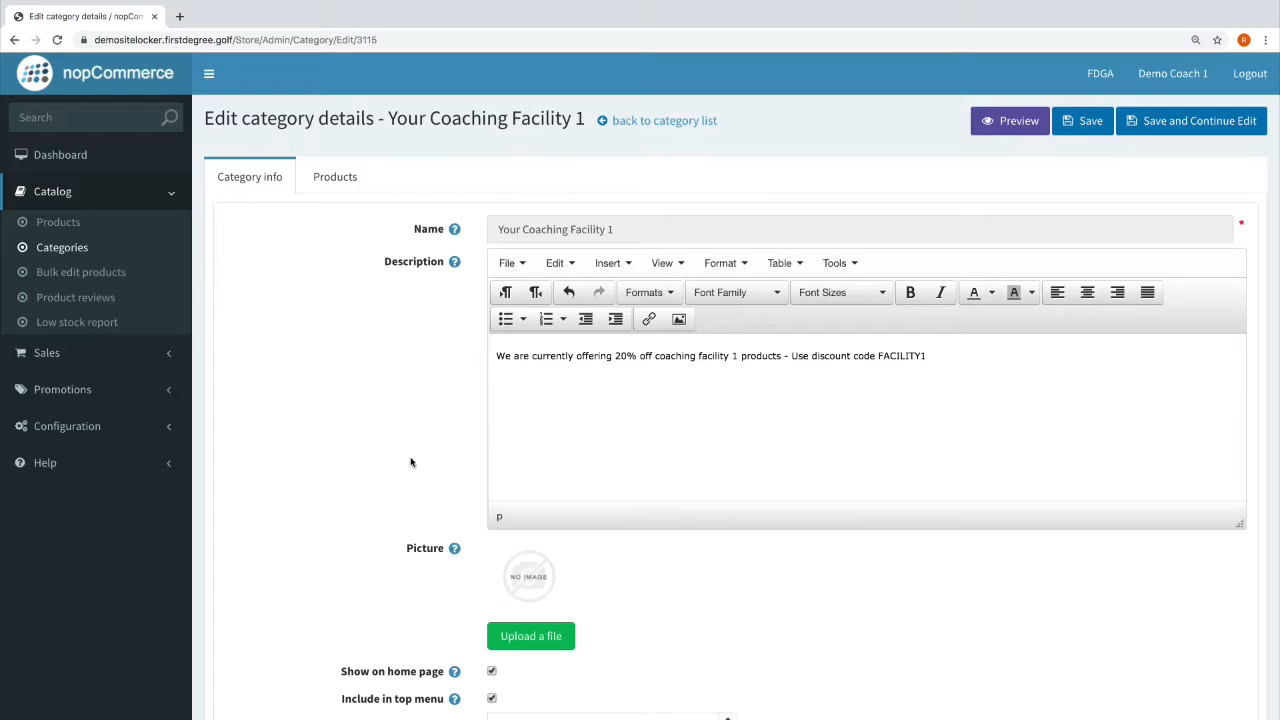 Edit category details / nopCom
demositelocker.firstdegree.golf/Store/Admin/Category/Edit/3115
R
nopCommerce
FDGA Demo Coach 1 Logout
Search
Edit category details - Your Coaching Facility 1 back to category list
Preview Save Save and Continue Edit
Dashboard
Catalog
Products
Categories
Bulk edit products
Product reviews
Low stock report
Sales
Promotions
Configuration
Help
Category info Products
Name Your Coaching Facility 1 *
Description
File Edit Insert View Format Table Tools
Formats Font Family Font Sizes B I A A
We are currently offering 20% off coaching facility 1 products - Use discount code FACILITY1
p
Picture
NO IMAGE
Upload a file
Show on home page
Include in top menu